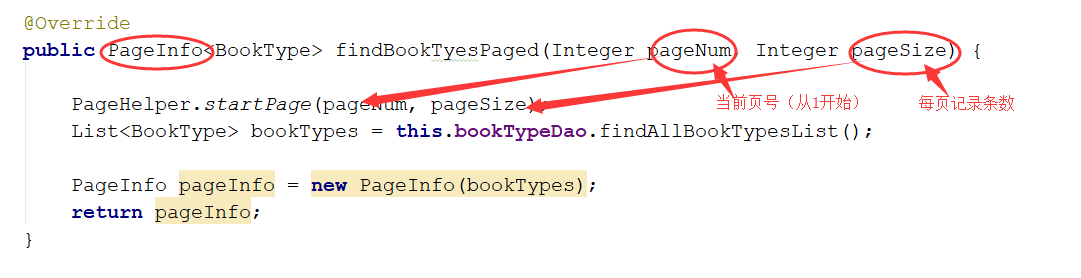 @Override
public PageInfo<BookType> findBookTyesPaged(Integer pageNum, Integer pageSize) {
PageHelper.startPage(pageNum, pageSize);
当前页号（从1开始）
每页记录条数
List<BookType> bookTypes = this.bookTypeDao.findAllBookTypesList();
PageInfo pageInfo = new PageInfo(bookTypes);
return pageInfo;
}